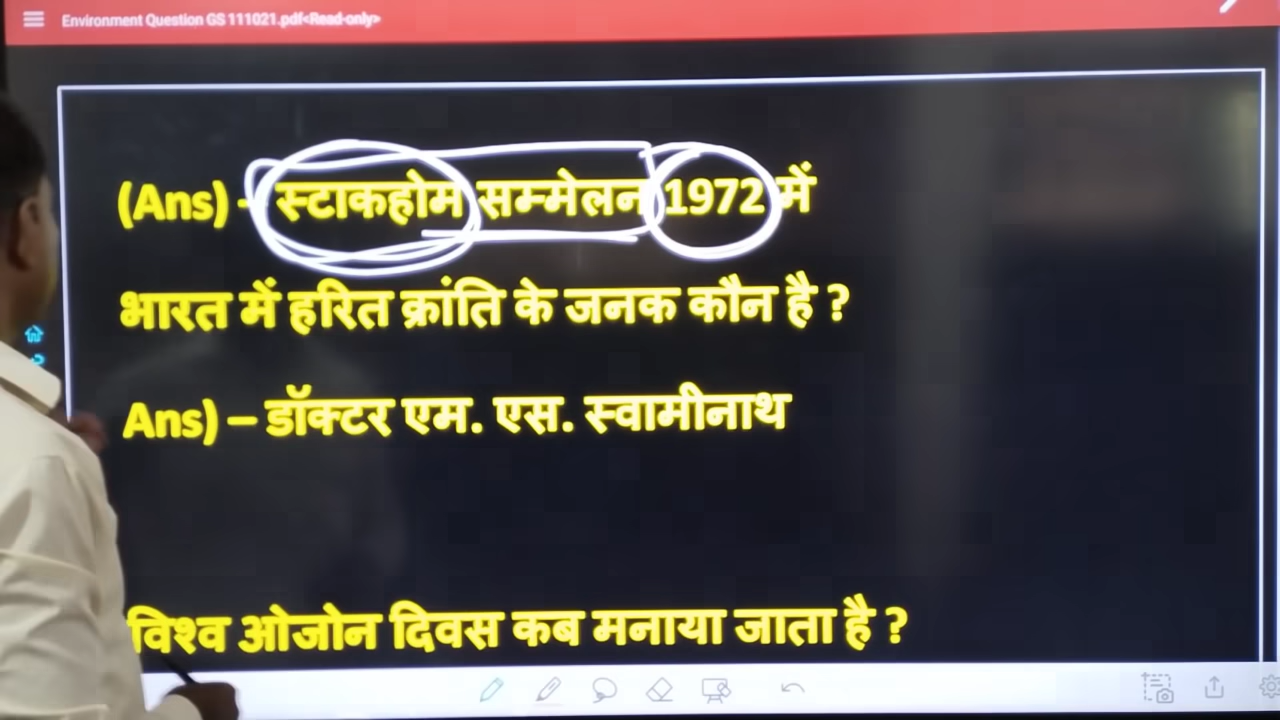 Environment Question GS 111021.pdf<Read-only>
(Ans) – स्टाकहोम सम्मेलन 1972 में
भारत में हरित क्रांति के जनक कौन है ?
Ans) – डॉक्टर एम. एस. स्वामीनाथ
विश्व ओजोन दिवस कब मनाया जाता है ?